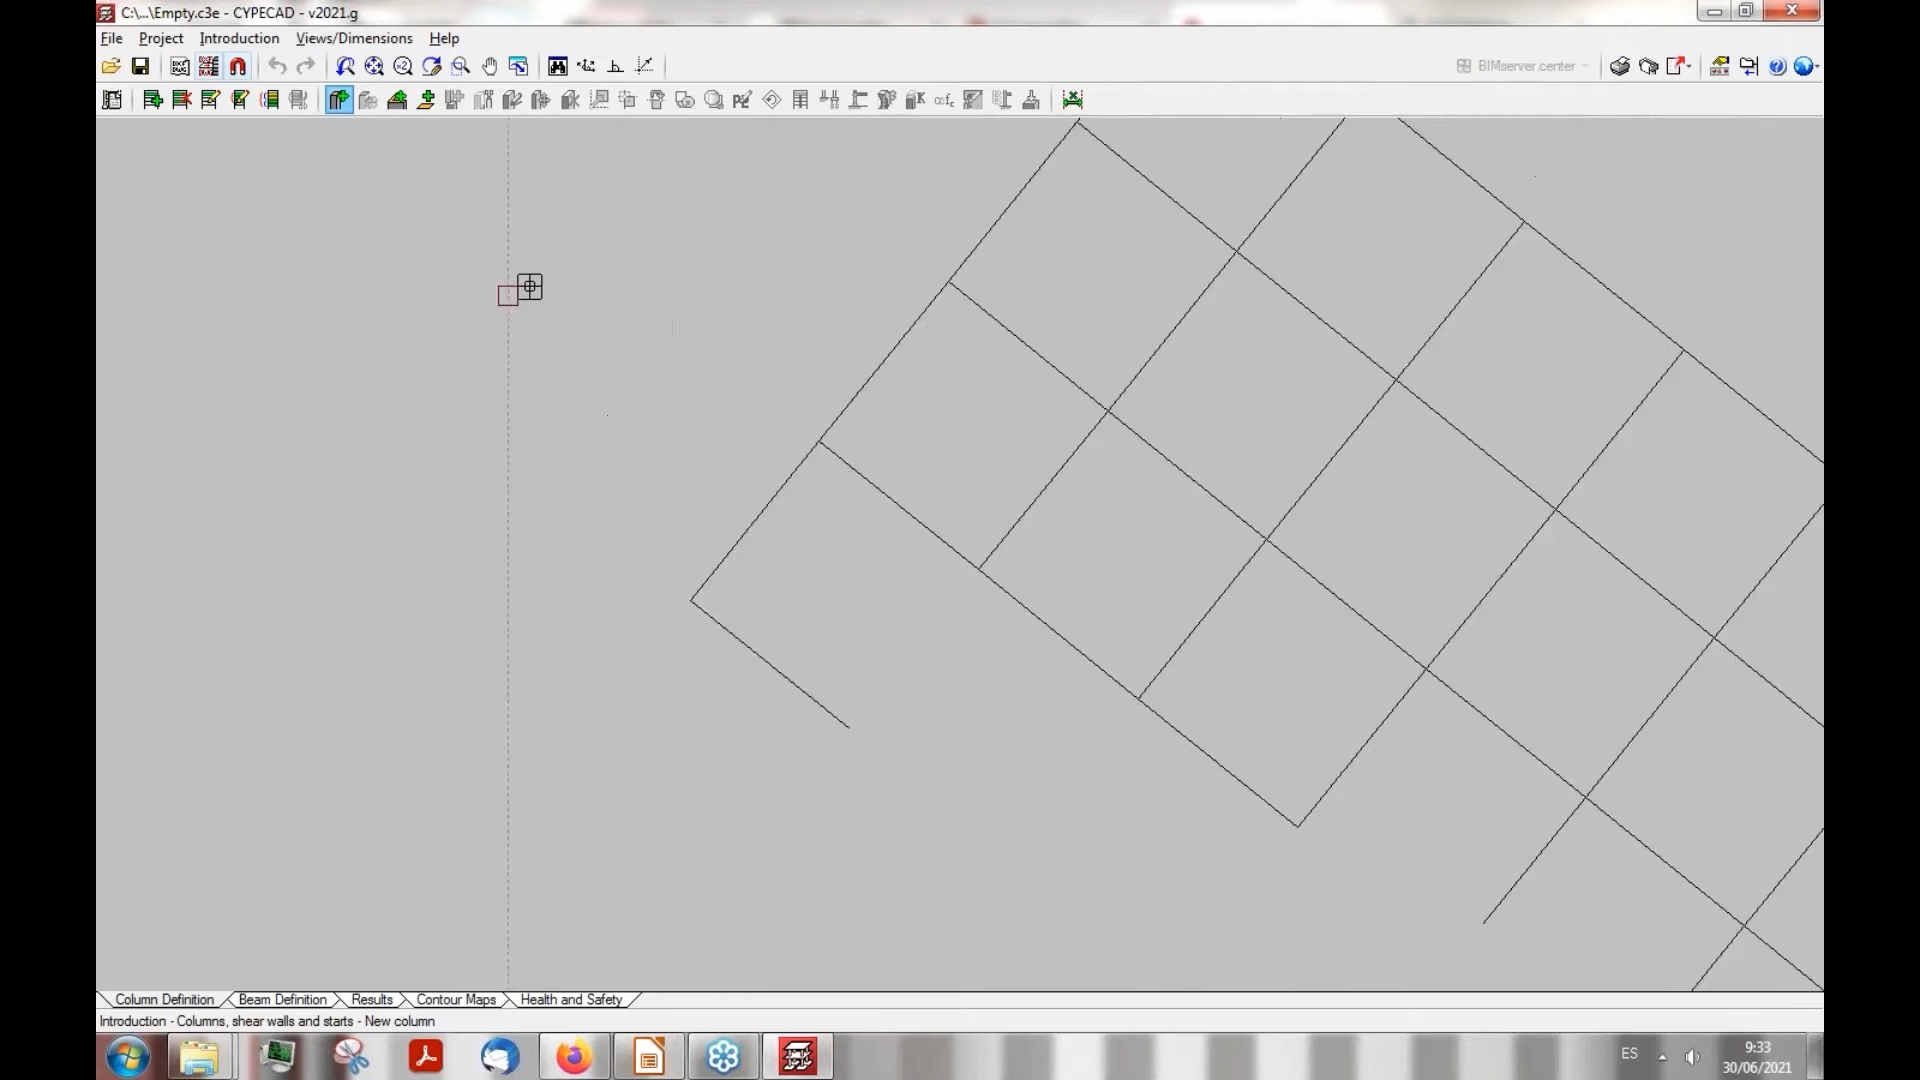 C:\...\Empty.c3e - CYPECAD - v2021.g
File Project Introduction Views/Dimensions Help
BIMserver.center
Column Definition Beam Definition Results Contour Maps Health and Safety
Introduction - Columns, shear walls and starts - New column
ES
9:33
30/06/2021